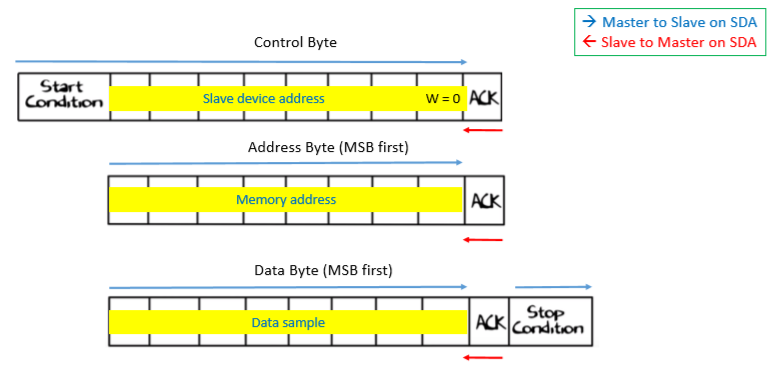 → Master to Slave on SDA
← Slave to Master on SDA
Control Byte
Start
Condition
Slave device address
W = 0
ACK
Address Byte (MSB first)
Memory address
ACK
Data Byte (MSB first)
Data sample
ACK
Stop
Condition